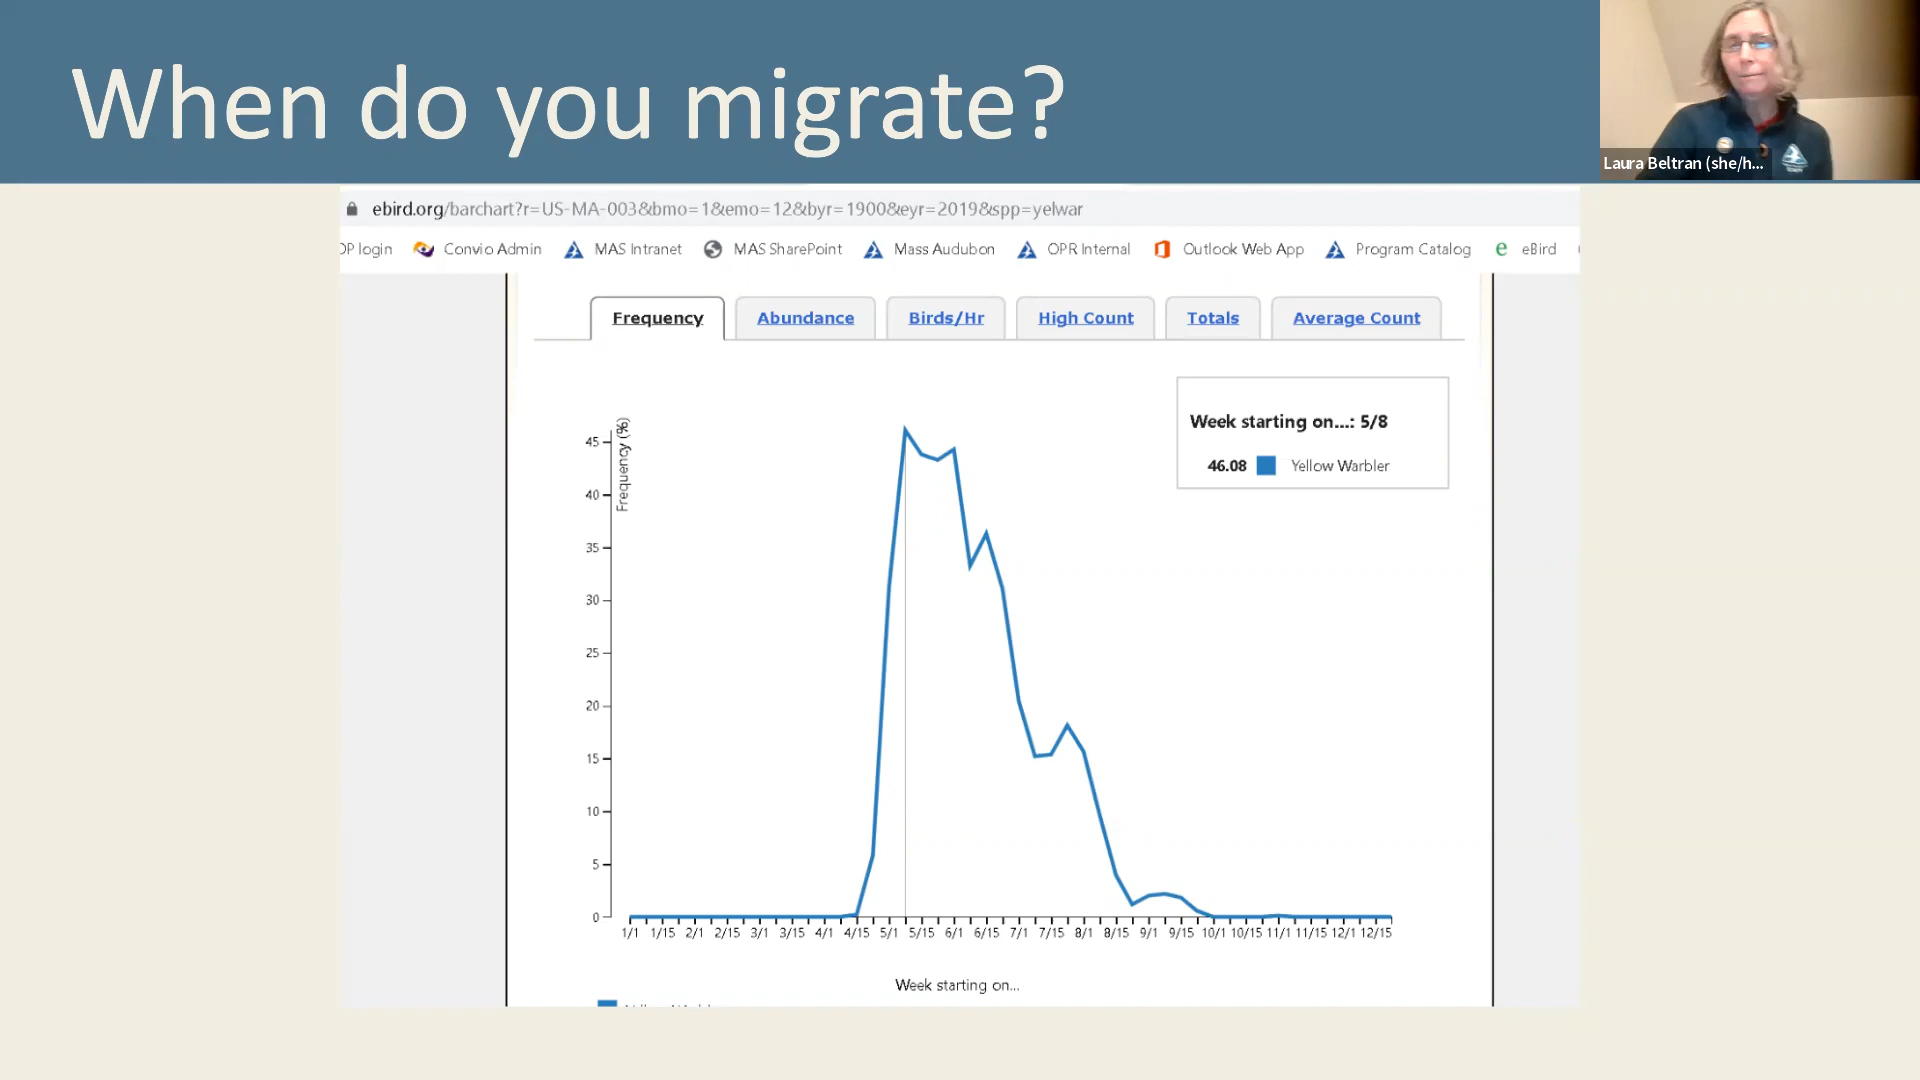 When do you migrate?
Laura Beltran (she/h...
ebird.org/barchart?r=US-MA-003&bmo=1&emo=12&byr=1900&eyr=2019&spp=yelwar
OP login Convio Admin MAS Intranet MAS SharePoint Mass Audubon OPR Internal Outlook Web App Program Catalog eBird
Frequency Abundance Birds/Hr High Count Totals Average Count
Week starting on...: 5/8
46.08 Yellow Warbler
Frequency (%)
45
40
35
30
25
20
15
10
5
0
1/1 1/15 2/1 2/15 3/1 3/15 4/1 4/15 5/1 5/15 6/1 6/15 7/1 7/15 8/1 8/15 9/1 9/15 10/1 10/15 11/1 11/15 12/1 12/15
Week starting on...